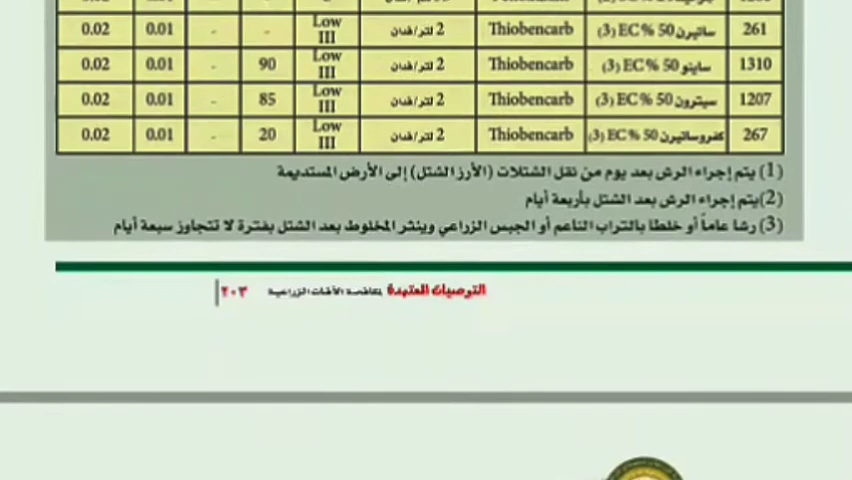 261 ساتيرن 50 %EC (3) Thiobencarb 2 لتر/فدان Low III - - 0.01 0.02
1310 ساينو 50 %EC (3) Thiobencarb 2 لتر/فدان Low III 90 - 0.01 0.02
1207 سيترون 50 %EC (3) Thiobencarb 2 لتر/فدان Low III 85 - 0.01 0.02
267 كفروساتيرن 50 %EC (3) Thiobencarb 2 لتر/فدان Low III 20 - 0.01 0.02
(1) يتم إجراء الرش بعد يوم من نقل الشتلات (الأرز الشتل) إلى الأرض المستديمة
(2) يتم إجراء الرش بعد الشتل بأربعة أيام
(3) رشا عاماً أو خلطا بالتراب الناعم أو الجبس الزراعي وينثر المخلوط بعد الشتل بفترة لا تتجاوز سبعة أيام
التوصيات المعتمدة لمكافحة الآفات الزراعية ٢٠٣